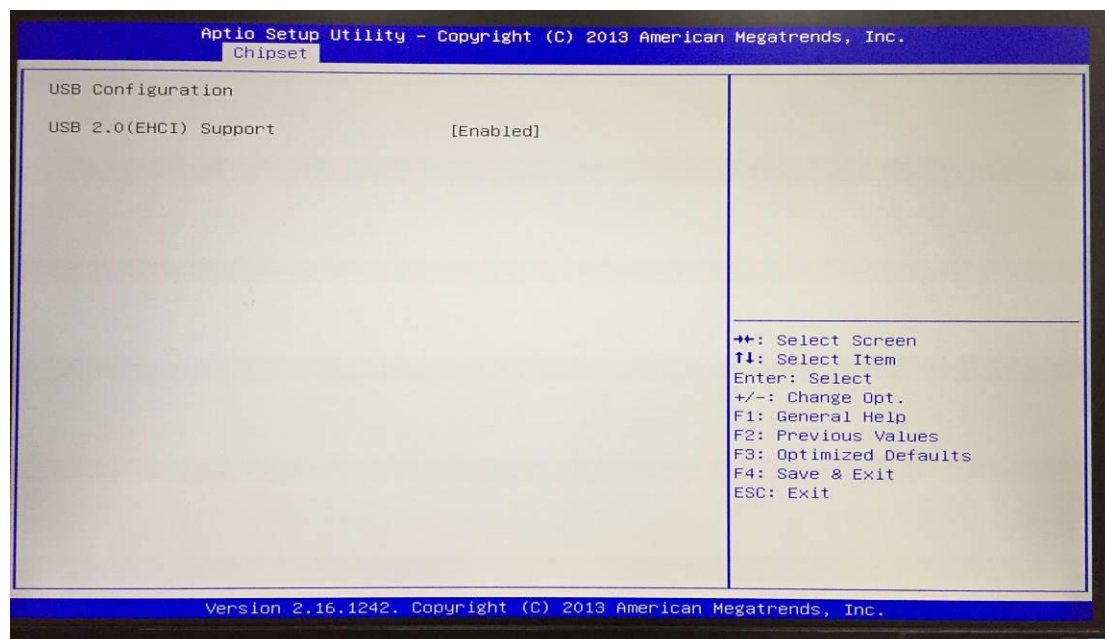 Aptio Setup Utility – Copyright (C) 2013 American Megatrends, Inc.
Chipset
USB Configuration
USB 2.0(EHCI) Support [Enabled]
→←: Select Screen
↑↓: Select Item
Enter: Select
+/-: Change Opt.
F1: General Help
F2: Previous Values
F3: Optimized Defaults
F4: Save & Exit
ESC: Exit
Version 2.16.1242. Copyright (C) 2013 American Megatrends, Inc.